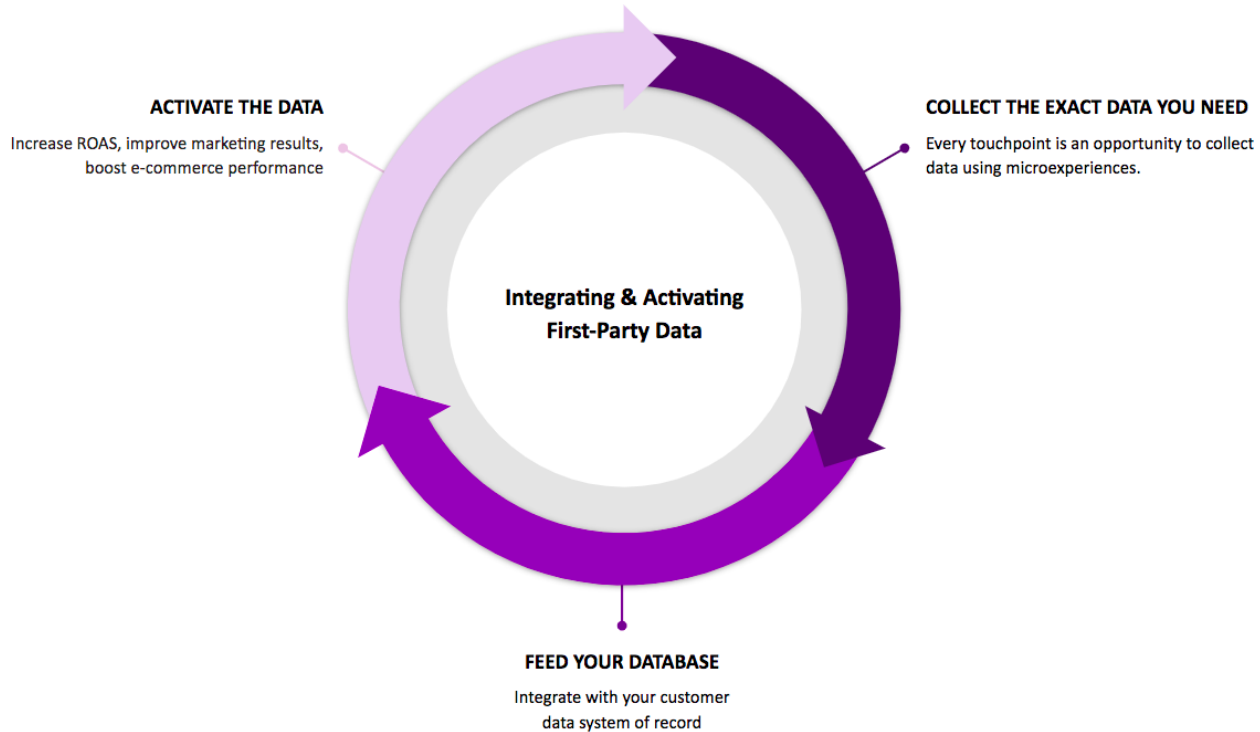 ACTIVATE THE DATA
Increase ROAS, improve marketing results,
boost e-commerce performance
COLLECT THE EXACT DATA YOU NEED
Every touchpoint is an opportunity to collect
data using microexperiences.
Integrating & Activating
First-Party Data
FEED YOUR DATABASE
Integrate with your customer
data system of record